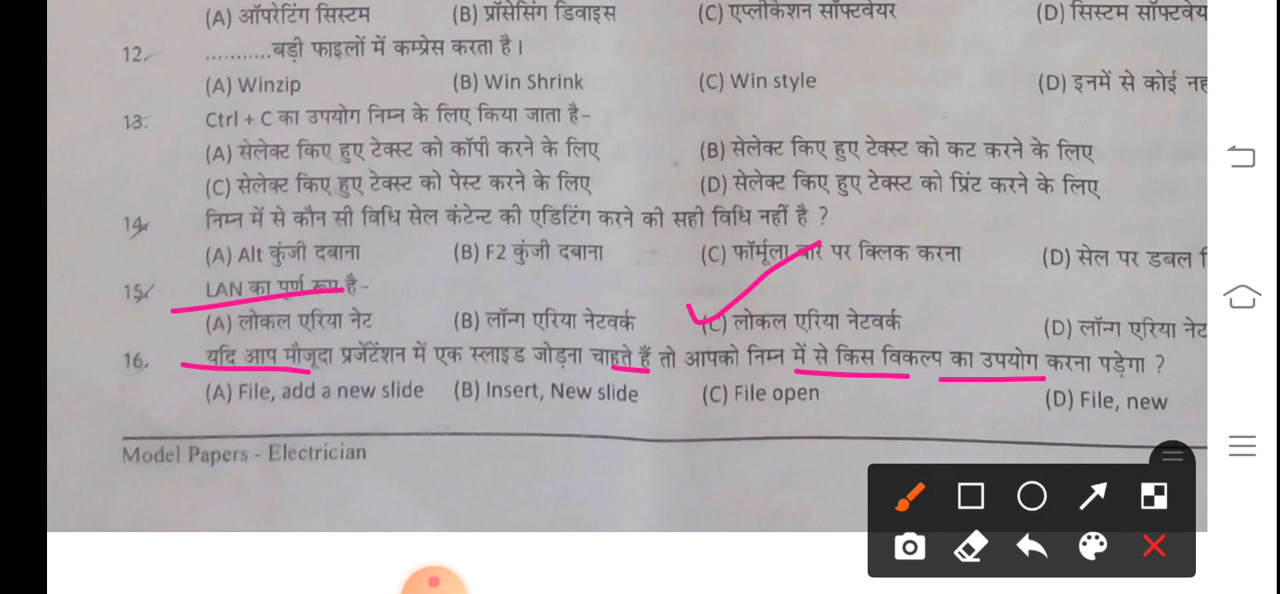 (A) ऑपरेटिंग सिस्टम (B) प्रॉसेसिंग डिवाइस (C) एप्लीकेशन सॉफ्टवेयर (D) सिस्टम सॉफ्टवेय
12. ...........बड़ी फाइलों में कम्प्रेस करता है।
(A) Winzip (B) Win Shrink (C) Win style (D) इनमें से कोई नह
13. Ctrl + C का उपयोग निम्न के लिए किया जाता है-
(A) सेलेक्ट किए हुए टेक्स्ट को कॉपी करने के लिए (B) सेलेक्ट किए हुए टेक्स्ट को कट करने के लिए
(C) सेलेक्ट किए हुए टेक्स्ट को पेस्ट करने के लिए (D) सेलेक्ट किए हुए टेक्स्ट को प्रिंट करने के लिए
14. निम्न में से कौन सी विधि सेल कंटेन्ट की एडिटिंग करने की सही विधि नहीं है ?
(A) Alt कुंजी दबाना (B) F2 कुंजी दबाना (C) फॉर्मूला बार पर क्लिक करना (D) सेल पर डबल
15. LAN का पूर्ण रूप है-
(A) लोकल एरिया नेट (B) लॉन्ग एरिया नेटवर्क (C) लोकल एरिया नेटवर्क (D) लॉन्ग एरिया नेट
16. यदि आप मौजूदा प्रजेंटेंशन में एक स्लाइड जोड़ना चाहते हैं तो आपको निम्न में से किस विकल्प का उपयोग करना पड़ेगा ?
(A) File, add a new slide (B) Insert, New slide (C) File open (D) File, new
Model Papers - Electrician